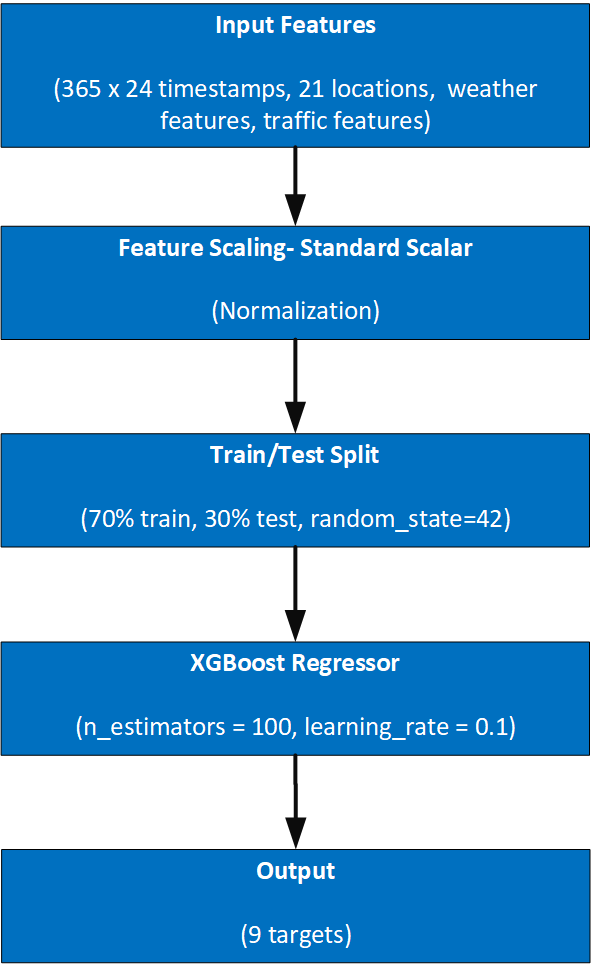 Input Features
(365 x 24 timestamps, 21 locations,  weather
features, traffic features)
Feature Scaling- Standard Scalar
(Normalization)
Train/Test Split
(70% train, 30% test, random_state=42)
XGBoost Regressor
(n_estimators = 100, learning_rate = 0.1)
Output
(9 targets)